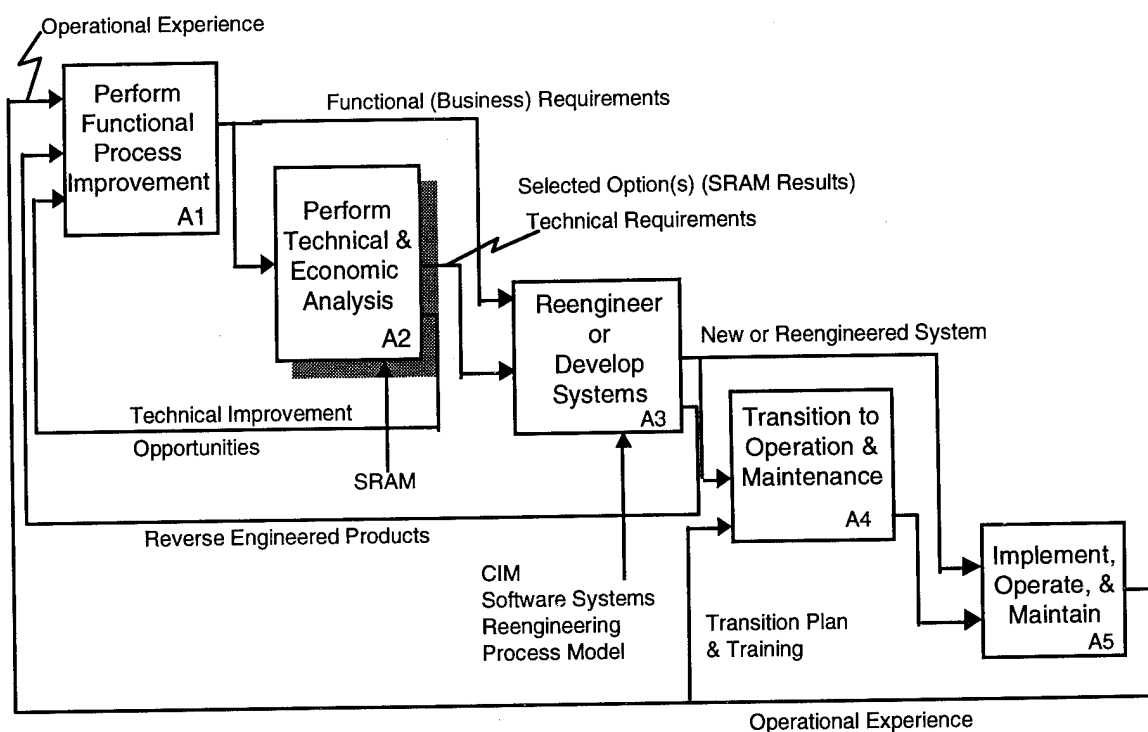 Operational Experience
Perform
Functional
Process
Improvement
A1
Functional (Business) Requirements
Perform
Technical &
Economic
Analysis
A2
Selected Option(s) (SRAM Results)
Technical Requirements
Reengineer
or
Develop
Systems
A3
New or Reengineered System
Technical Improvement
Opportunities
SRAM
Transition to
Operation &
Maintenance
A4
Reverse Engineered Products
CIM
Software Systems
Reengineering
Process Model
Transition Plan
& Training
Implement,
Operate, &
Maintain
A5
Operational Experience